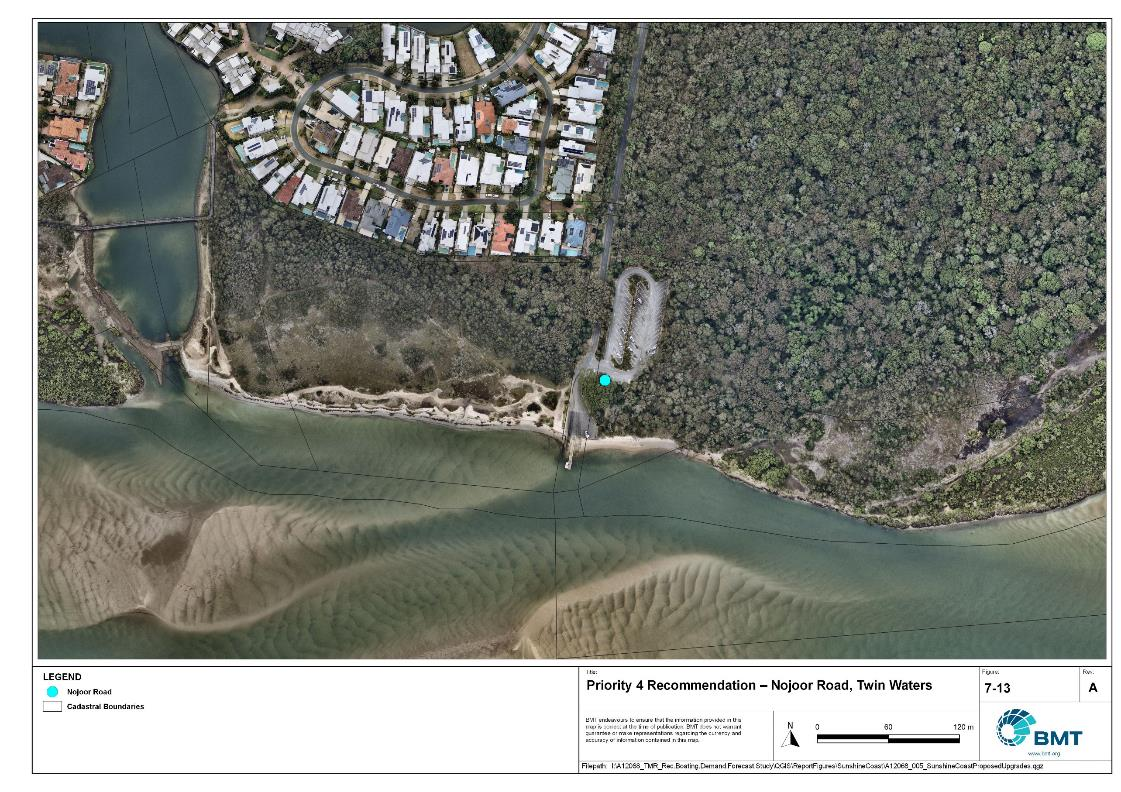 LEGEND
Nojoor Road
Cadastral Boundaries
Title:
Priority 4 Recommendation – Nojoor Road, Twin Waters
Figure:
7-13
Rev:
A
BMT endeavours to ensure that the information provided in this
map is correct at the time of publication. BMT does not warrant
guarantee or make representations regarding the currency and
accuracy of information contained in this map.
N
0 60 120 m
BMT
www.bmt.org
Filepath: I:\A12068_TMR_Rec.Boating.Demand Forecast Study\QGIS\ReportFigures\SunshineCoast\A12068_005_SunshineCoastProposedUpgrades.qgz